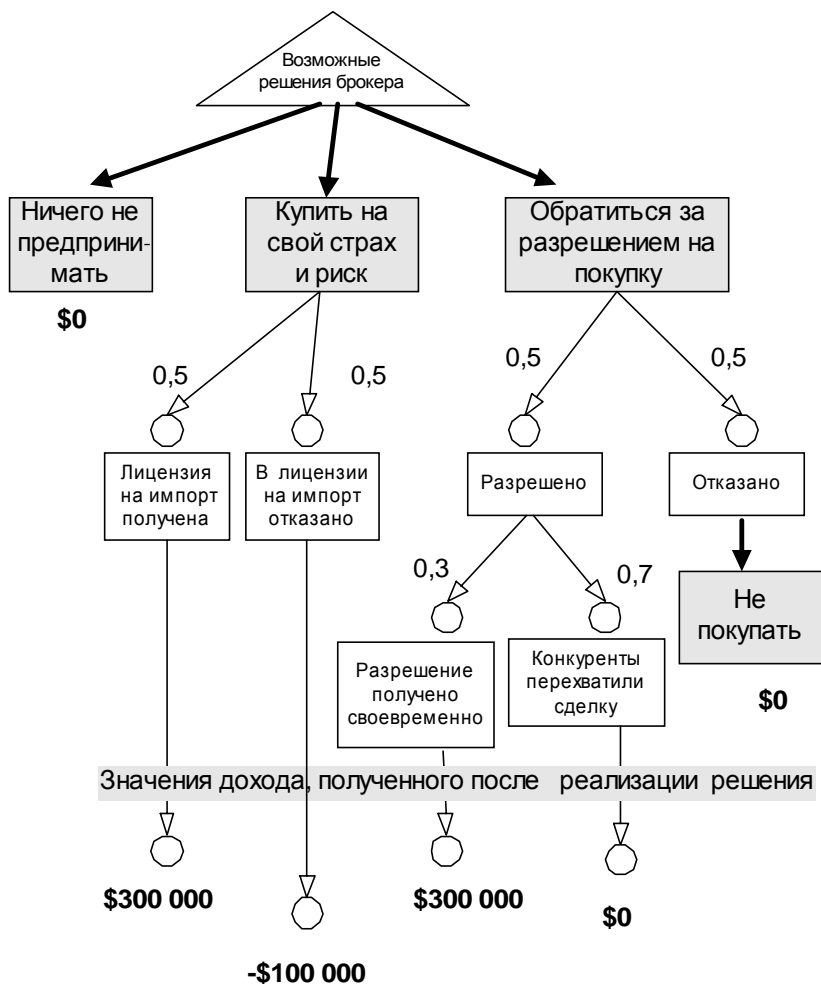 Возможные
решения брокера
Ничего не
предприни-
мать
$0
Купить на
свой страх
и риск
Обратиться за
разрешением на
покупку
0,5
0,5
0,5
0,5
Лицензия
на импорт
получена
В лицензии
на импорт
отказано
Разрешено
Отказано
0,3
0,7
Не
покупать
$0
Разрешение
получено
своевременно
Конкуренты
перехватили
сделку
Значения дохода, полученного после реализации решения
$300 000
-$100 000
$300 000
$0